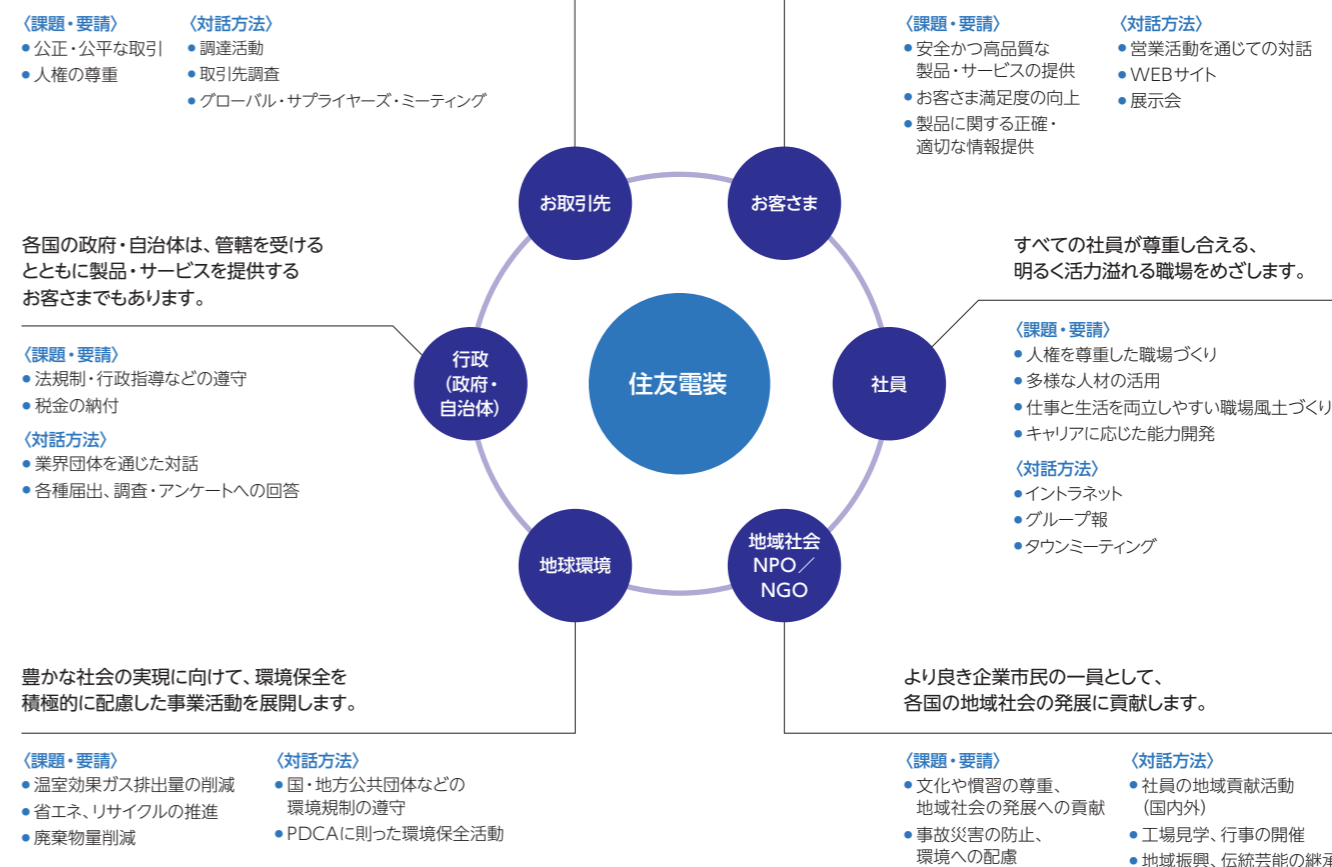 〈課題・要請〉
● 公正・公平な取引
● 人権の尊重
〈対話方法〉
● 調達活動
● 取引先調査
● グローバル・サプライヤーズ・ミーティング
〈課題・要請〉
● 安全かつ高品質な
製品・サービスの提供
● お客さま満足度の向上
● 製品に関する正確・
適切な情報提供
〈対話方法〉
● 営業活動を通じての対話
● WEBサイト
● 展示会
お取引先
お客さま
各国の政府・自治体は、管轄を受ける
とともに製品・サービスを提供する
お客さまでもあります。
〈課題・要請〉
● 法規制・行政指導などの遵守
● 税金の納付
〈対話方法〉
● 業界団体を通じた対話
● 各種届出、調査・アンケートへの回答
行政
(政府・
自治体)
住友電装
社員
すべての社員が尊重し合える、
明るく活力溢れる職場をめざします。
〈課題・要請〉
● 人権を尊重した職場づくり
● 多様な人材の活用
● 仕事と生活を両立しやすい職場風土づくり
● キャリアに応じた能力開発
〈対話方法〉
● イントラネット
● グループ報
● タウンミーティング
地球環境
地域社会
NPO/
NGO
豊かな社会の実現に向けて、環境保全を
積極的に配慮した事業活動を展開します。
〈課題・要請〉
● 温室効果ガス排出量の削減
● 省エネ、リサイクルの推進
● 廃棄物量削減
〈対話方法〉
● 国・地方公共団体などの
環境規制の遵守
● PDCAに則った環境保全活動
より良き企業市民の一員として、
各国の地域社会の発展に貢献します。
〈課題・要請〉
● 文化や慣習の尊重、
地域社会の発展への貢献
● 事故災害の防止、
環境への配慮
〈対話方法〉
● 社員の地域貢献活動
(国内外)
● 工場見学、行事の開催
● 地域振興、伝統芸能の継承